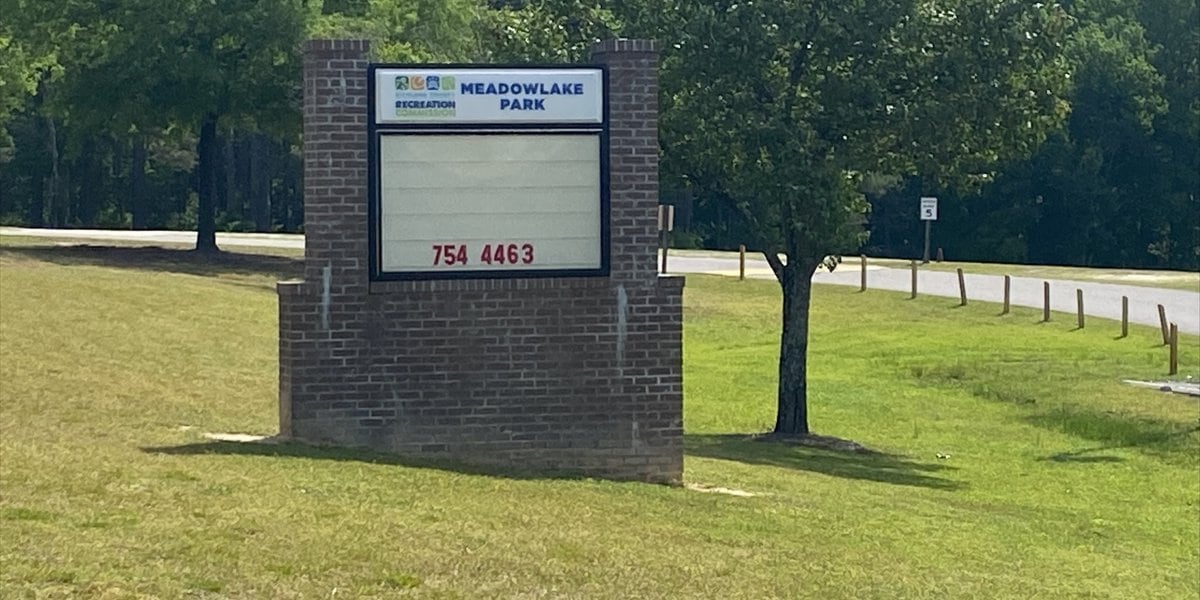 MEADOWLAKE
PARK
RECREATION
COMMISSION
754 4463
5